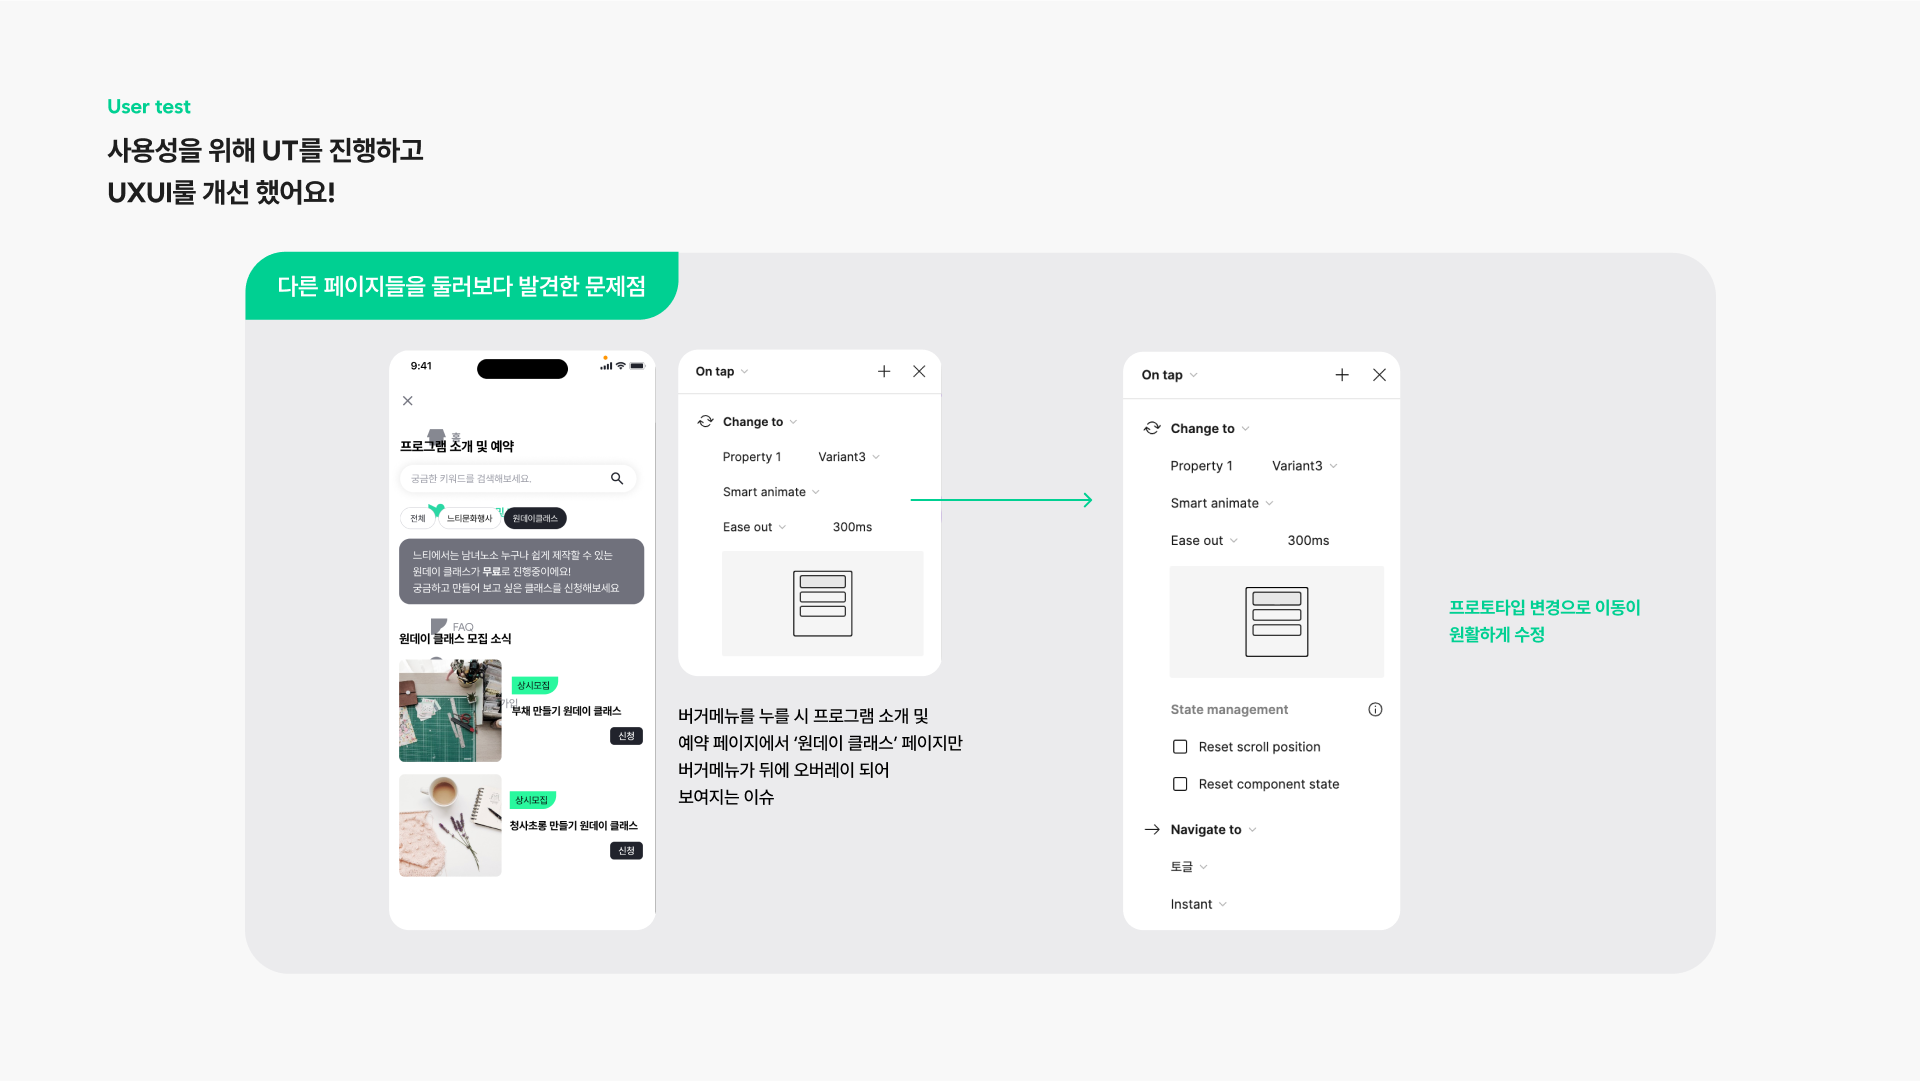 User test
사용성을 위해 UT를 진행하고
UXUI룰 개선 했어요!
다른 페이지들을 둘러보다 발견한 문제점
9:41
홈
프로그램 소개 및 예약
궁금한 키워드를 검색해보세요.
전체
느티문화행사
원데이클래스
느티에서는 남녀노소 누구나 쉽게 제작할 수 있는
원데이 클래스가 무료로 진행중이에요!
궁금하고 만들어 보고 싶은 클래스를 신청해보세요
FAQ
원데이 클래스 모집 소식
상시모집
가입
부채 만들기 원데이 클래스
신청
상시모집
청사초롱 만들기 원데이 클래스
신청
On tap
Change to
Property 1 Variant3
Smart animate
Ease out 300ms
버거메뉴를 누를 시 프로그램 소개 및
예약 페이지에서 ‘원데이 클래스’ 페이지만
버거메뉴가 뒤에 오버레이 되어
보여지는 이슈
On tap
Change to
Property 1 Variant3
Smart animate
Ease out 300ms
State management
Reset scroll position
Reset component state
Navigate to
토글
Instant
프로토타입 변경으로 이동이
원활하게 수정